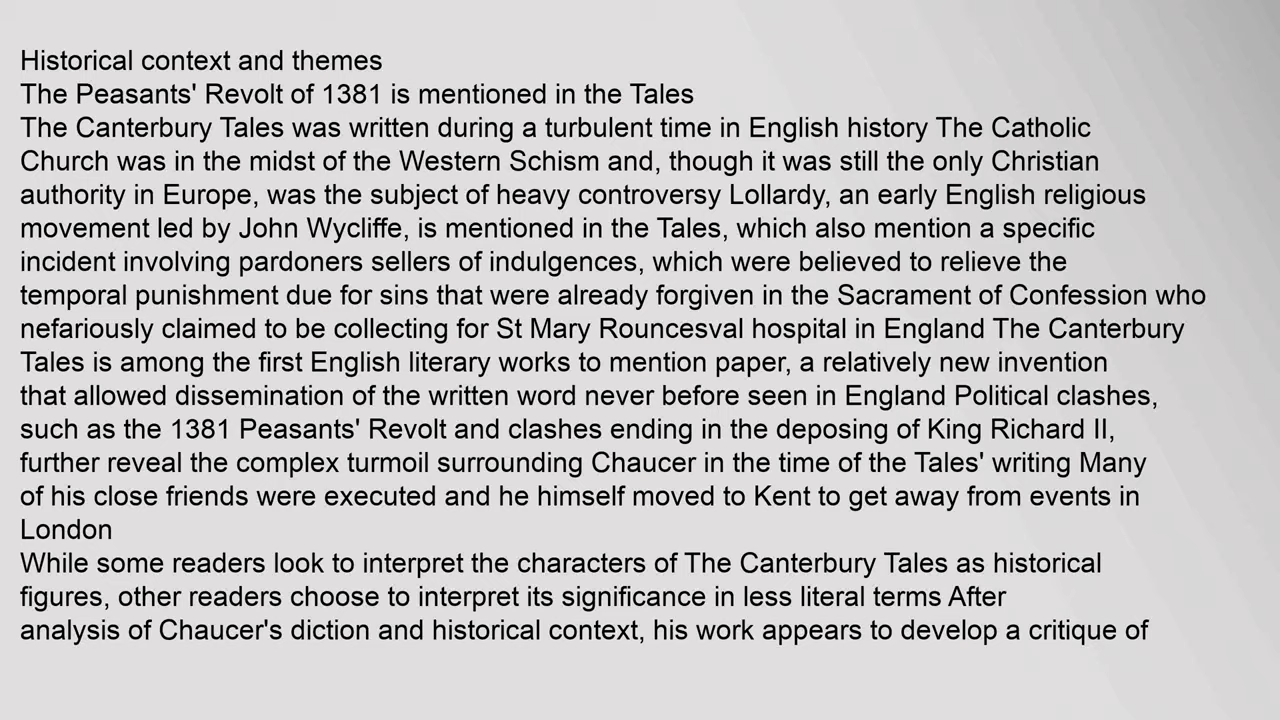 Historical context and themes
The Peasants' Revolt of 1381 is mentioned in the Tales
The Canterbury Tales was written during a turbulent time in English history The Catholic
Church was in the midst of the Western Schism and, though it was still the only Christian
authority in Europe, was the subject of heavy controversy Lollardy, an early English religious
movement led by John Wycliffe, is mentioned in the Tales, which also mention a specific
incident involving pardoners sellers of indulgences, which were believed to relieve the
temporal punishment due for sins that were already forgiven in the Sacrament of Confession who
nefariously claimed to be collecting for St Mary Rouncesval hospital in England The Canterbury
Tales is among the first English literary works to mention paper, a relatively new invention
that allowed dissemination of the written word never before seen in England Political clashes,
such as the 1381 Peasants' Revolt and clashes ending in the deposing of King Richard II,
further reveal the complex turmoil surrounding Chaucer in the time of the Tales' writing Many
of his close friends were executed and he himself moved to Kent to get away from events in
London
While some readers look to interpret the characters of The Canterbury Tales as historical
figures, other readers choose to interpret its significance in less literal terms After
analysis of Chaucer's diction and historical context, his work appears to develop a critique of